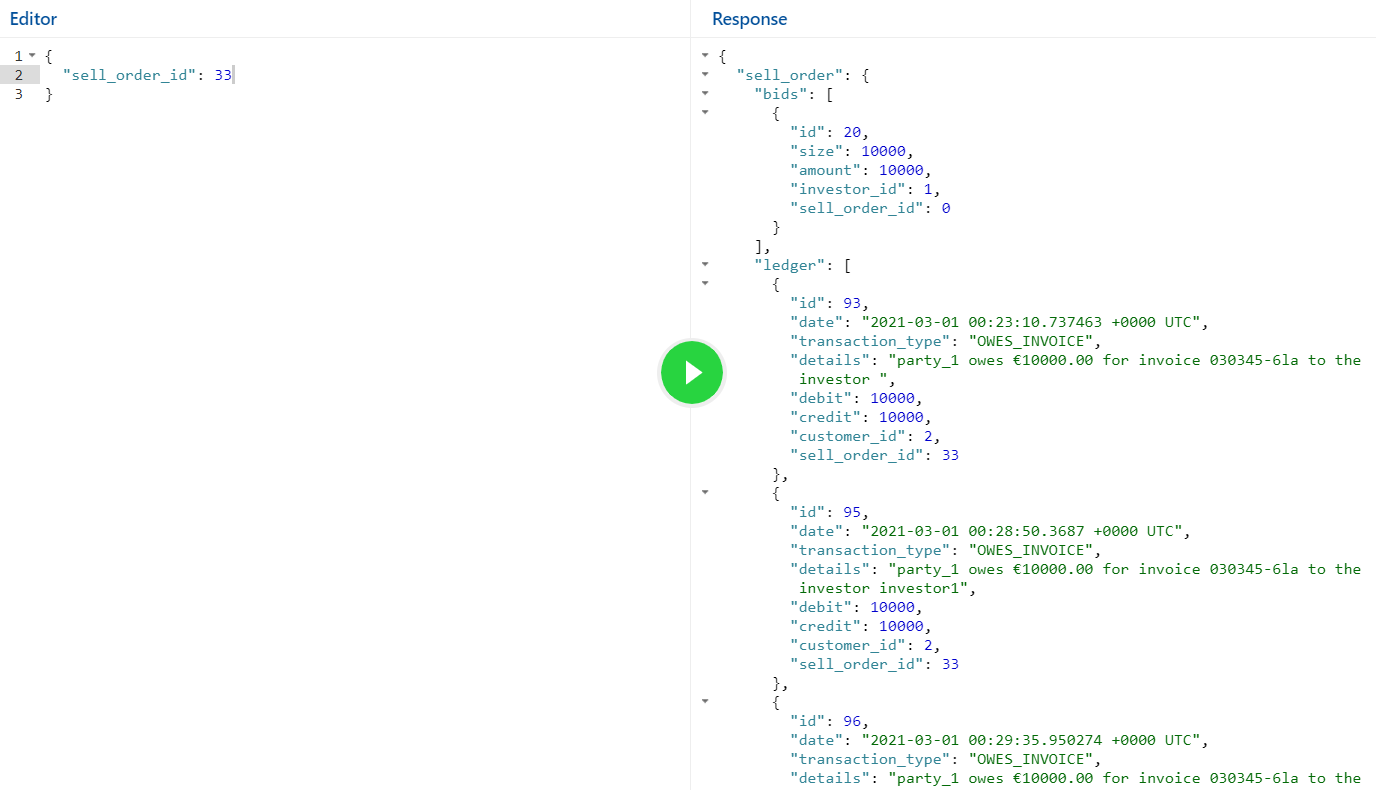 Editor
Response
1 {
2 "sell_order_id": 33
3 }
{
"sell_order": {
"bids": [
{
"id": 20,
"size": 10000,
"amount": 10000,
"investor_id": 1,
"sell_order_id": 0
}
],
"ledger": [
{
"id": 93,
"date": "2021-03-01 00:23:10.737463 +0000 UTC",
"transaction_type": "OWES_INVOICE",
"details": "party_1 owes €10000.00 for invoice 030345-6la to the
investor ",
"debit": 10000,
"credit": 10000,
"customer_id": 2,
"sell_order_id": 33
},
{
"id": 95,
"date": "2021-03-01 00:28:50.3687 +0000 UTC",
"transaction_type": "OWES_INVOICE",
"details": "party_1 owes €10000.00 for invoice 030345-6la to the
investor investor1",
"debit": 10000,
"credit": 10000,
"customer_id": 2,
"sell_order_id": 33
},
{
"id": 96,
"date": "2021-03-01 00:29:35.950274 +0000 UTC",
"transaction_type": "OWES_INVOICE",
"details": "party_1 owes €10000.00 for invoice 030345-6la to the